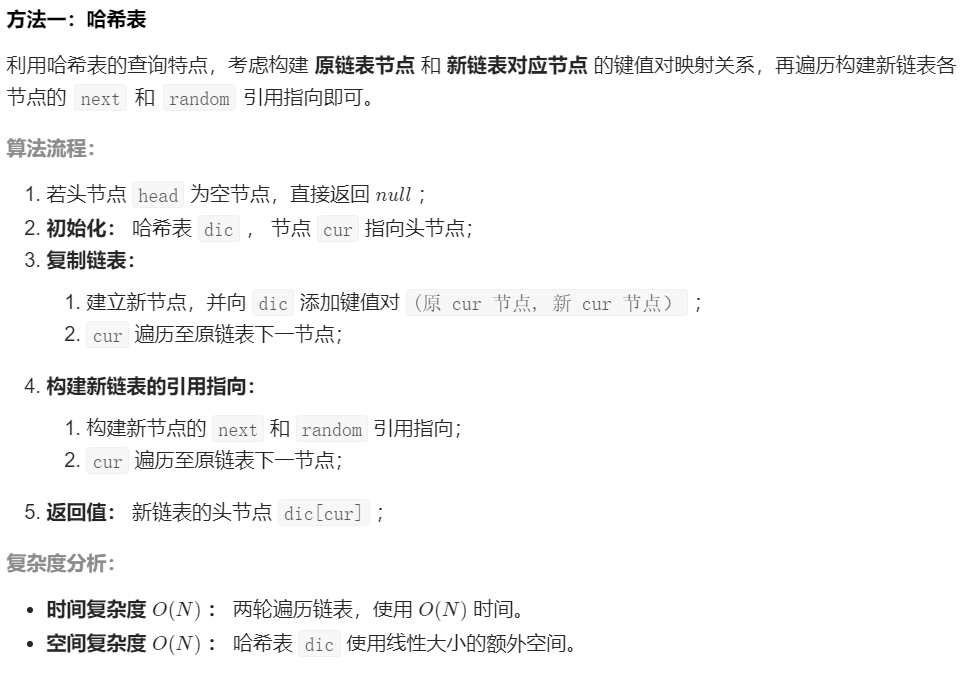 方法一：哈希表
利用哈希表的查询特点，考虑构建 原链表节点 和 新链表对应节点 的键值对映射关系，再遍历构建新链表各
节点的 next 和 random 引用指向即可。
算法流程：
1. 若头节点 head 为空节点，直接返回 null ；
2. 初始化： 哈希表 dic ， 节点 cur 指向头节点；
3. 复制链表：
1. 建立新节点，并向 dic 添加键值对 （原 cur 节点, 新 cur 节点） ；
2. cur 遍历至原链表下一节点；
4. 构建新链表的引用指向：
1. 构建新节点的 next 和 random 引用指向；
2. cur 遍历至原链表下一节点；
5. 返回值： 新链表的头节点 dic[cur] ；
复杂度分析：
• 时间复杂度 O(N) ： 两轮遍历链表，使用 O(N) 时间。
• 空间复杂度 O(N) ： 哈希表 dic 使用线性大小的额外空间。